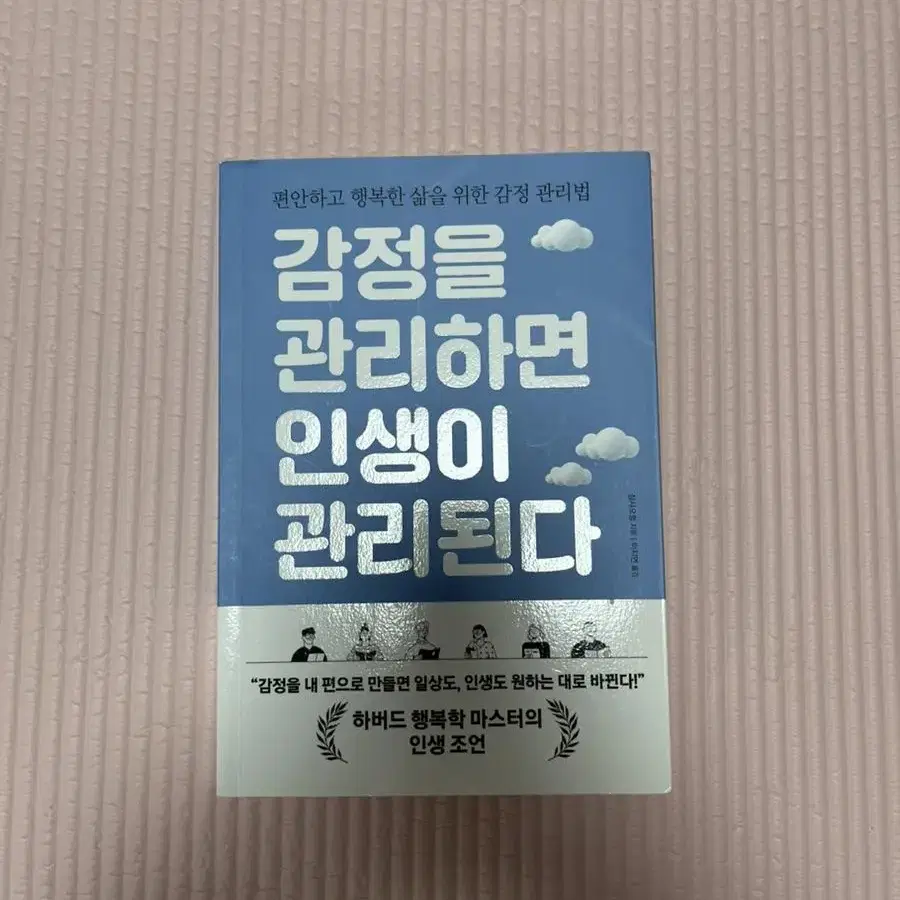 편안하고 행복한 삶을 위한 감정 관리법
감정을
관리하면
인생이
관리된다
"감정을 내 편으로 만들면 일상도, 인생도 원하는 대로 바뀐다!"
하버드 행복학 마스터의
인생 조언